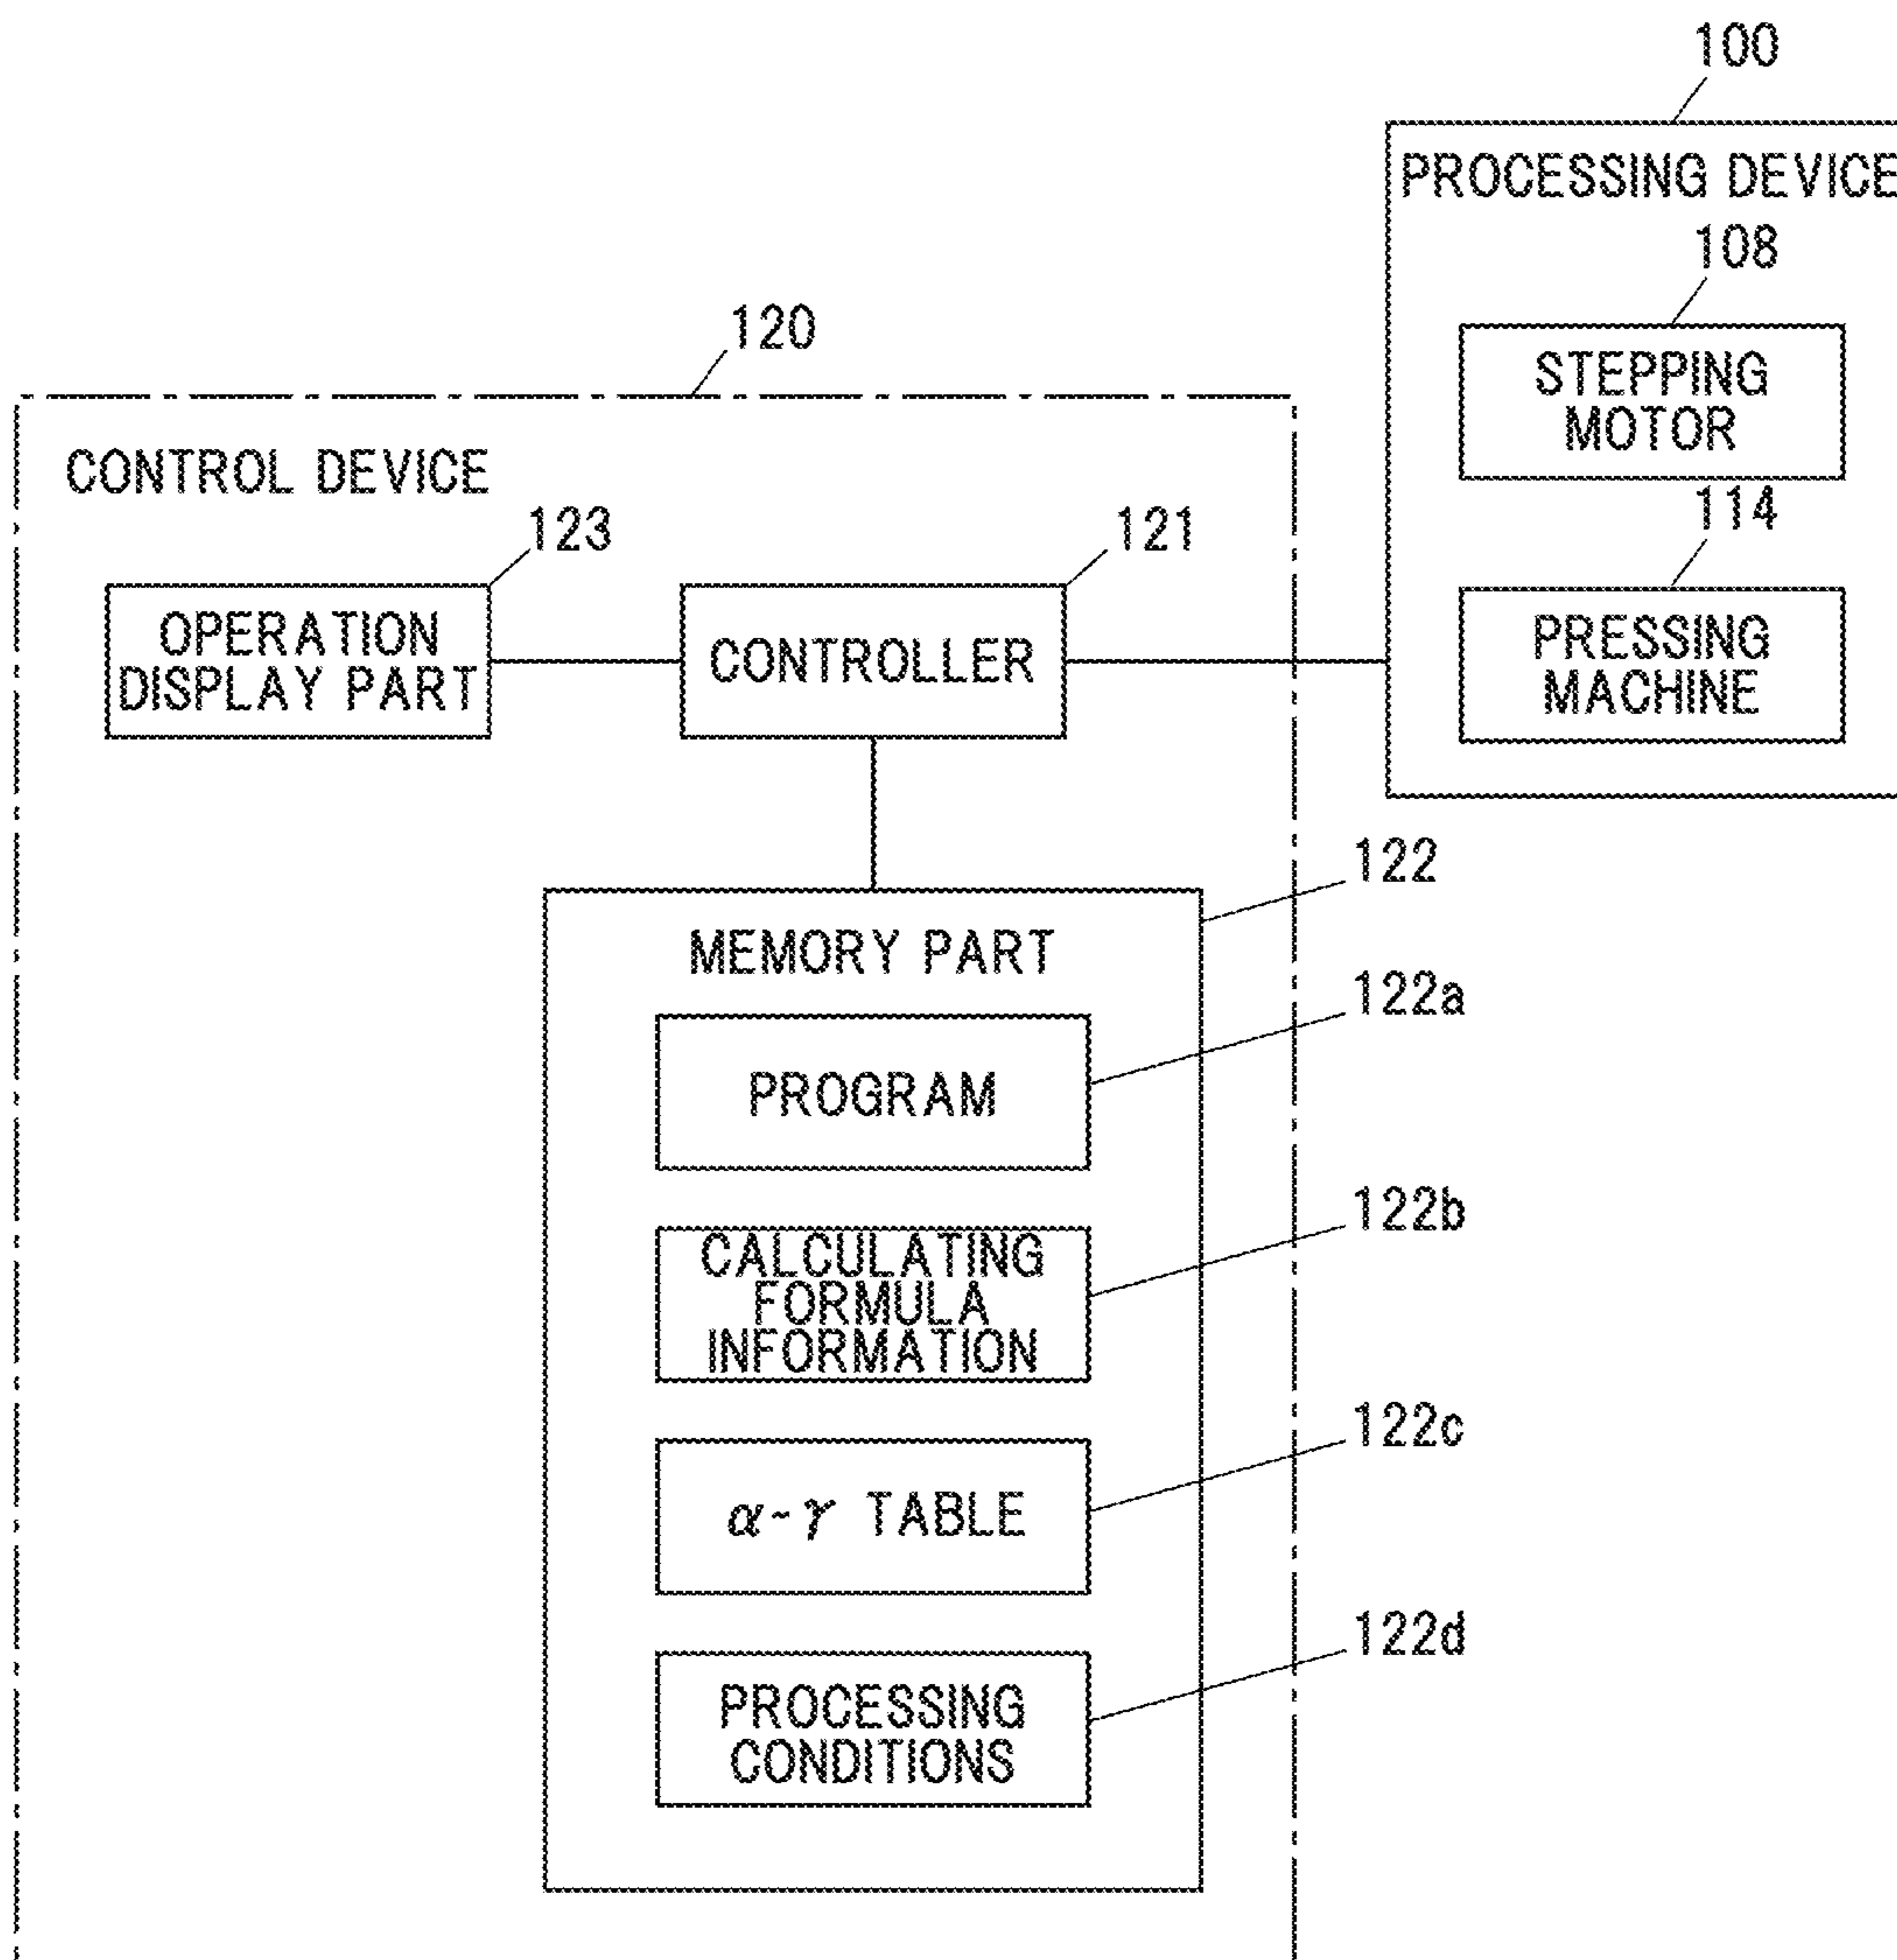 100
PROCESSING DEVICE
108
STEPPING
MOTOR
114
PRESSING
MACHINE
120
CONTROL DEVICE
123
OPERATION
DISPLAY PART
121
CONTROLLER
122
MEMORY PART
122a
PROGRAM
122b
CALCULATING
FORMULA
INFORMATION
122c
α-γ TABLE
122d
PROCESSING
CONDITIONS